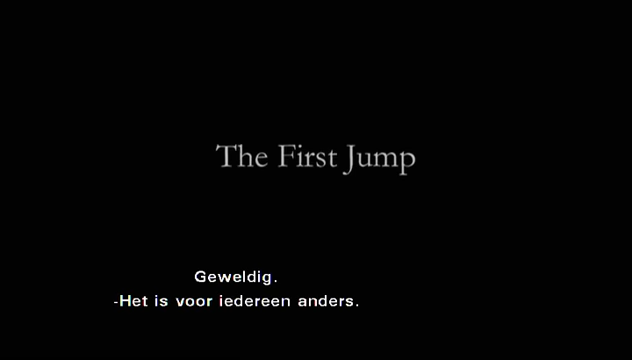 The First Jump
Geweldig.
-Het is voor iedereen anders.